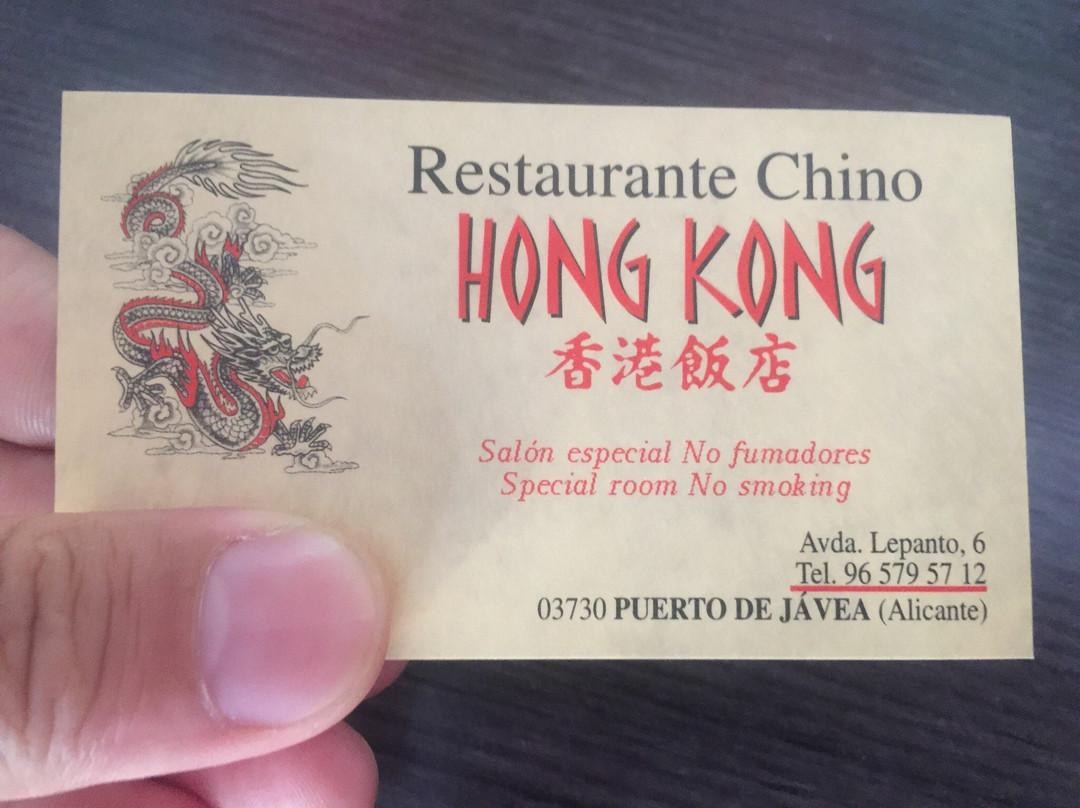 Restaurante Chino
HONG KONG
香港飯店
Salón especial No fumadores
Special room No smoking
Avda. Lepanto, 6
Tel. 96 579 57 12
03730 PUERTO DE JÁVEA (Alicante)